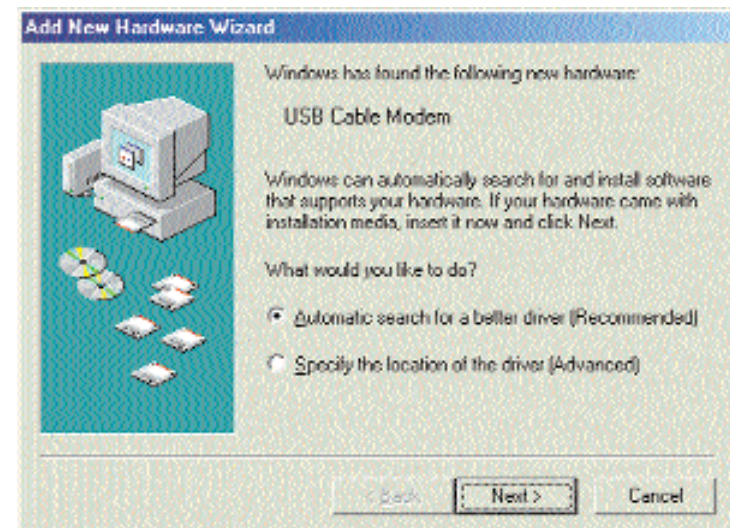 Add New Hardware Wizard
Windows has found the following new hardware:
USB Cable Modem
Windows can automatically search for and install software
that supports your hardware. If your hardware came with
installation media, insert it now and click Next.
What would you like to do?
Automatic search for a better driver (Recommended)
Specify the location of the driver (Advanced)
< Back
Next >
Cancel